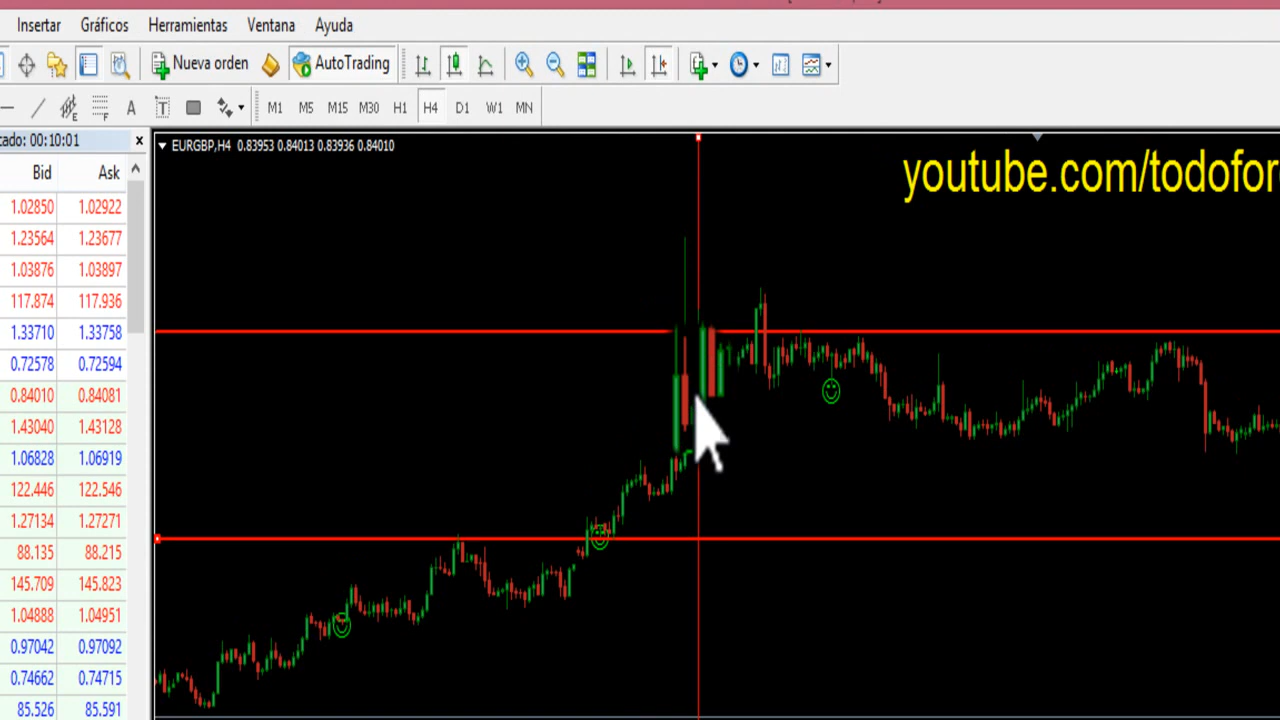 Insertar Gráficos Herramientas Ventana Ayuda
Nueva orden AutoTrading
A T M1 M5 M15 M30 H1 H4 D1 W1 MN
cado: 00:10:01
EURGBP,H4 0.83953 0.84013 0.83936 0.84010
youtube.com/todofor
Bid Ask
1.02850 1.02922
1.23564 1.23677
1.03876 1.03897
117.874 117.936
1.33710 1.33758
0.72578 0.72594
0.84010 0.84081
1.43040 1.43128
1.06828 1.06919
122.446 122.546
1.27134 1.27271
88.135 88.215
145.709 145.823
1.04888 1.04951
0.97042 0.97092
0.74662 0.74715
85.526 85.591